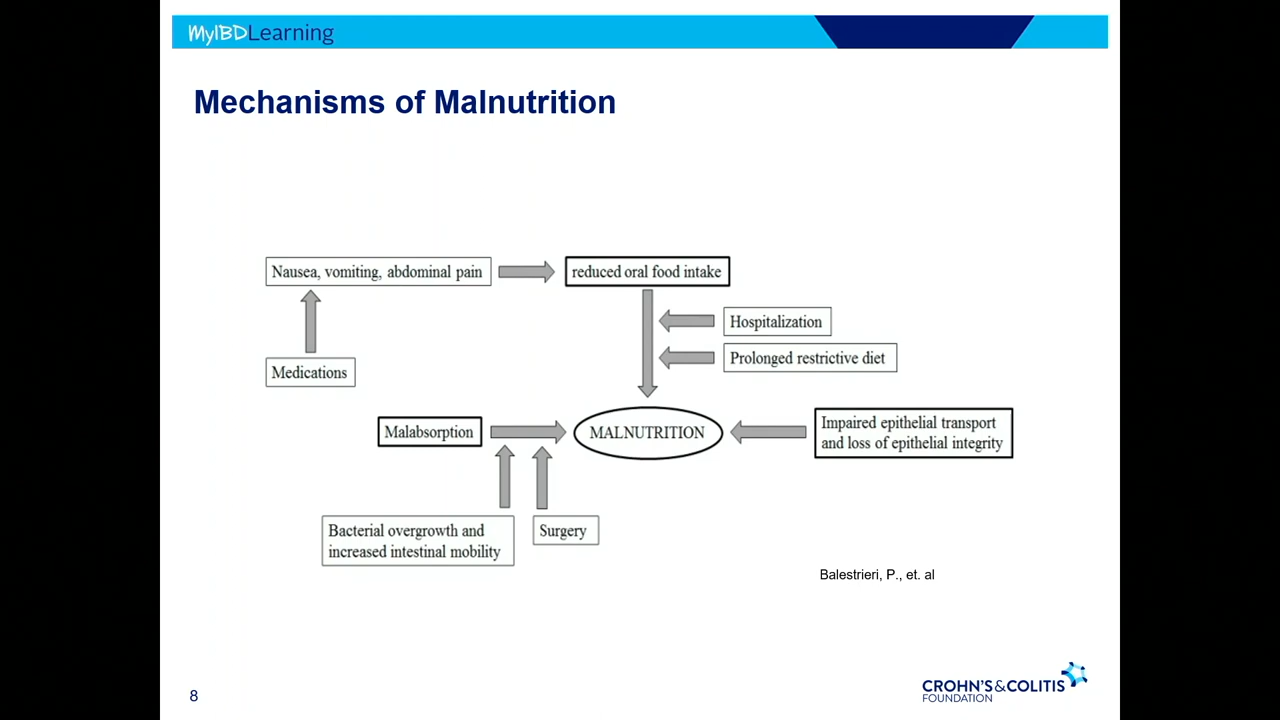 MyIBDLearning
Mechanisms of Malnutrition
Nausea, vomiting, abdominal pain
reduced oral food intake
Hospitalization
Prolonged restrictive diet
Medications
Malabsorption
MALNUTRITION
Impaired epithelial transport
and loss of epithelial integrity
Bacterial overgrowth and
increased intestinal mobility
Surgery
Balestrieri, P., et. al
8
CROHN'S & COLITIS
FOUNDATION